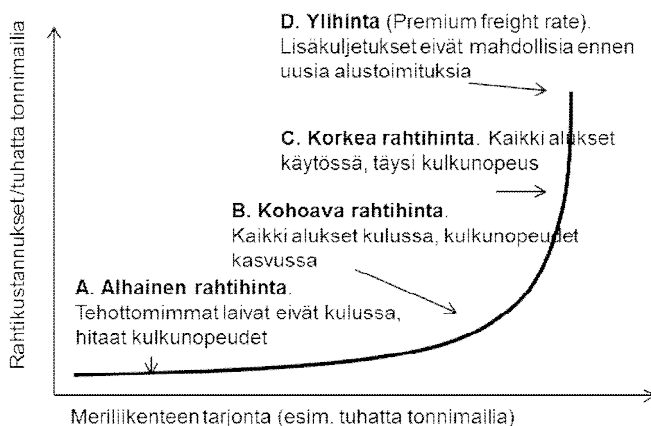 D. Ylihinta (Premium freight rate).
Lisäkuljetukset eivät mahdollisia ennen
uusia alustoimituksia
C. Korkea rahtihinta. Kaikki alukset
käytössä, täysi kulkunopeus
B. Kohoava rahtihinta.
Kaikki alukset kulussa, kulkunopeudet
kasvussa
A. Alhainen rahtihinta.
Tehottomimmat laivat eivät kulussa,
hitaat kulkunopeudet
Rahtikustannukset/tuhatta tonnimailia
Meriliikenteen tarjonta (esim. tuhatta tonnimailia)